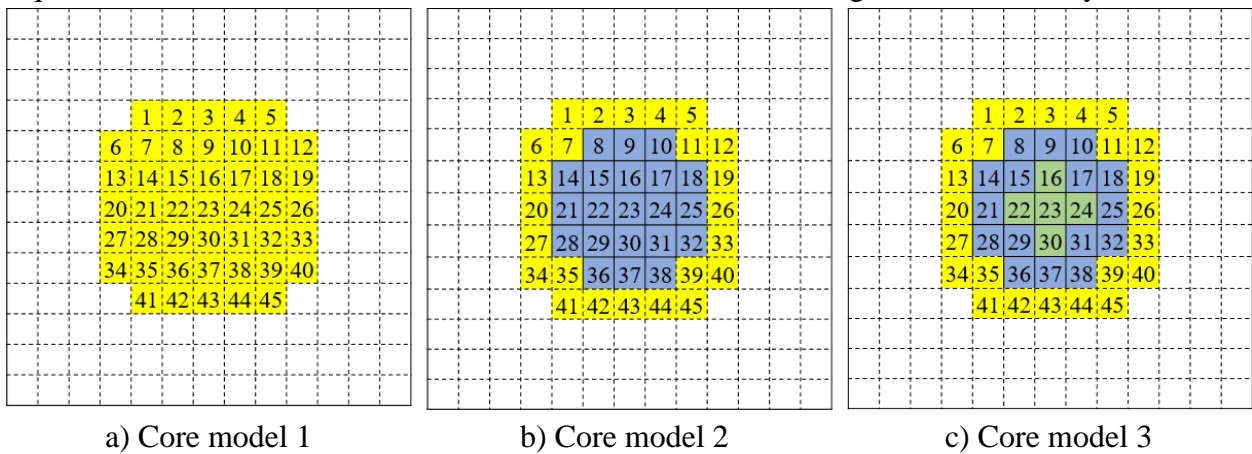 1 2 3 4 5 1 2 3 4 5 1 2 3 4 5
6 7 8 9 10 11 12 6 7 8 9 10 11 12 6 7 8 9 10 11 12
13 14 15 16 17 18 19 13 14 15 16 17 18 19 13 14 15 16 17 18 19
20 21 22 23 24 25 26 20 21 22 23 24 25 26 20 21 22 23 24 25 26
27 28 29 30 31 32 33 27 28 29 30 31 32 33 27 28 29 30 31 32 33
34 35 36 37 38 39 40 34 35 36 37 38 39 40 34 35 36 37 38 39 40
41 42 43 44 45 41 42 43 44 45 41 42 43 44 45
a) Core model 1 b) Core model 2 c) Core model 3